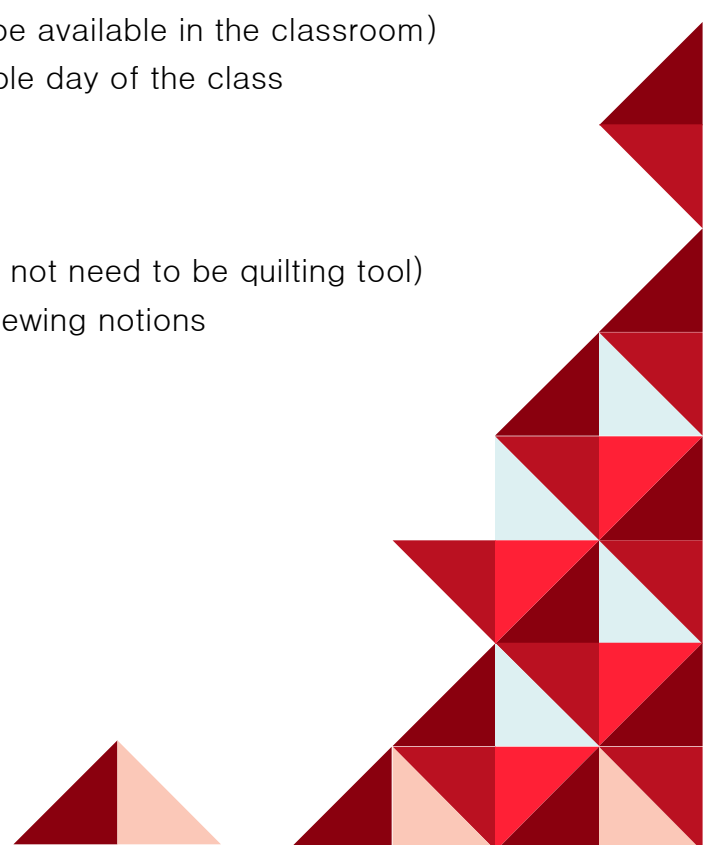 be available in the classroom)
ble day of the class
not need to be quilting tool)
ewing notions